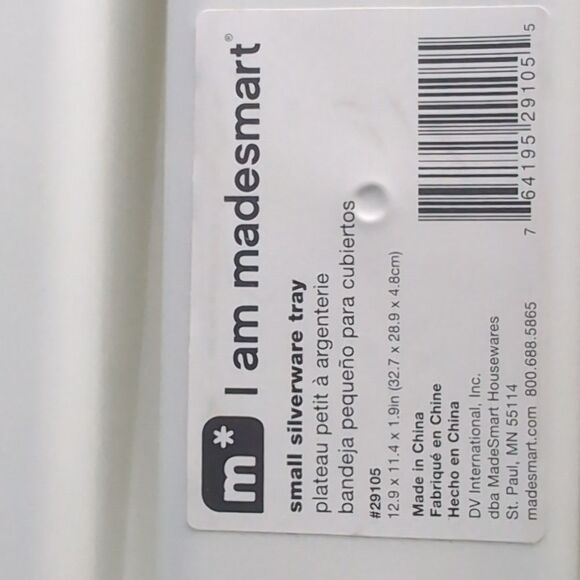 m* I am madesmart®
small silverware tray
plateau petit à argenterie
bandeja pequeño para cubiertos
#29105
12.9 x 11.4 x 1.9in (32.7 x 28.9 x 4.8cm)
Made in China
Fabriqué en Chine
Hecho en China
DV International, Inc.
dba MadeSmart Housewares
St. Paul, MN 55114
madesmart.com 800.688.5865
7 64195 29105 5